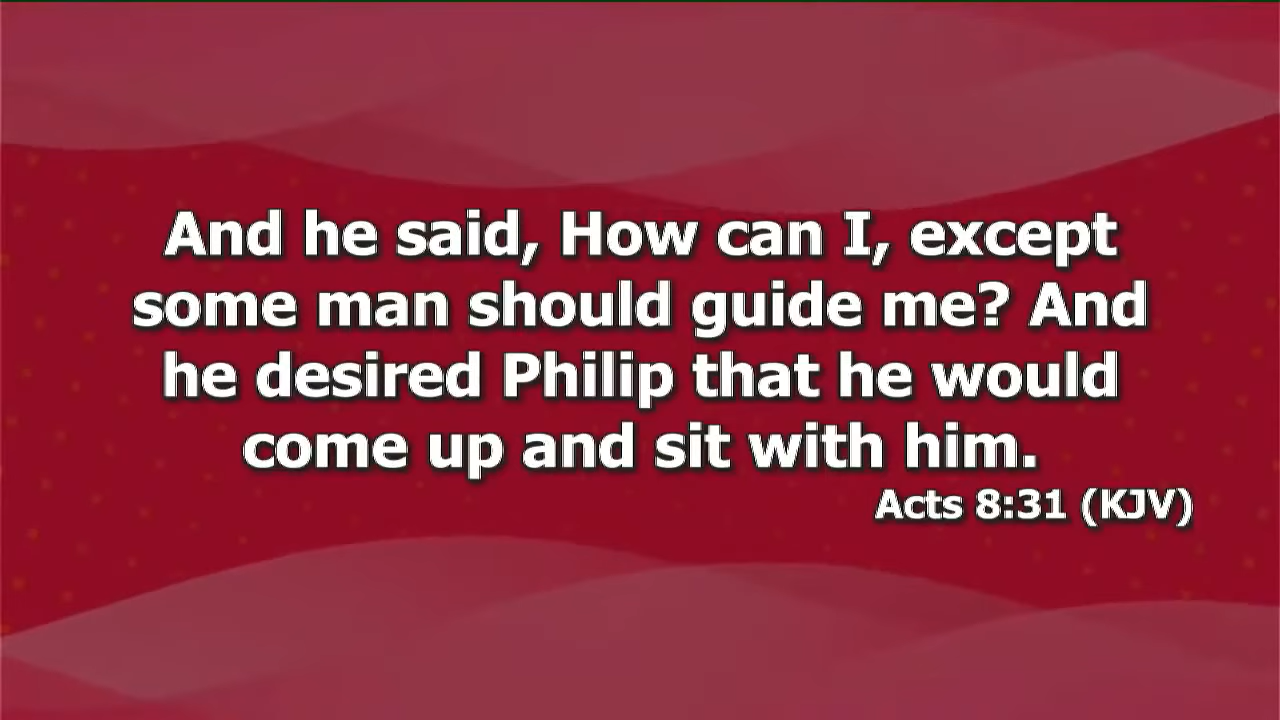 And he said, How can I, except
some man should guide me? And
he desired Philip that he would
come up and sit with him.
Acts 8:31 (KJV)